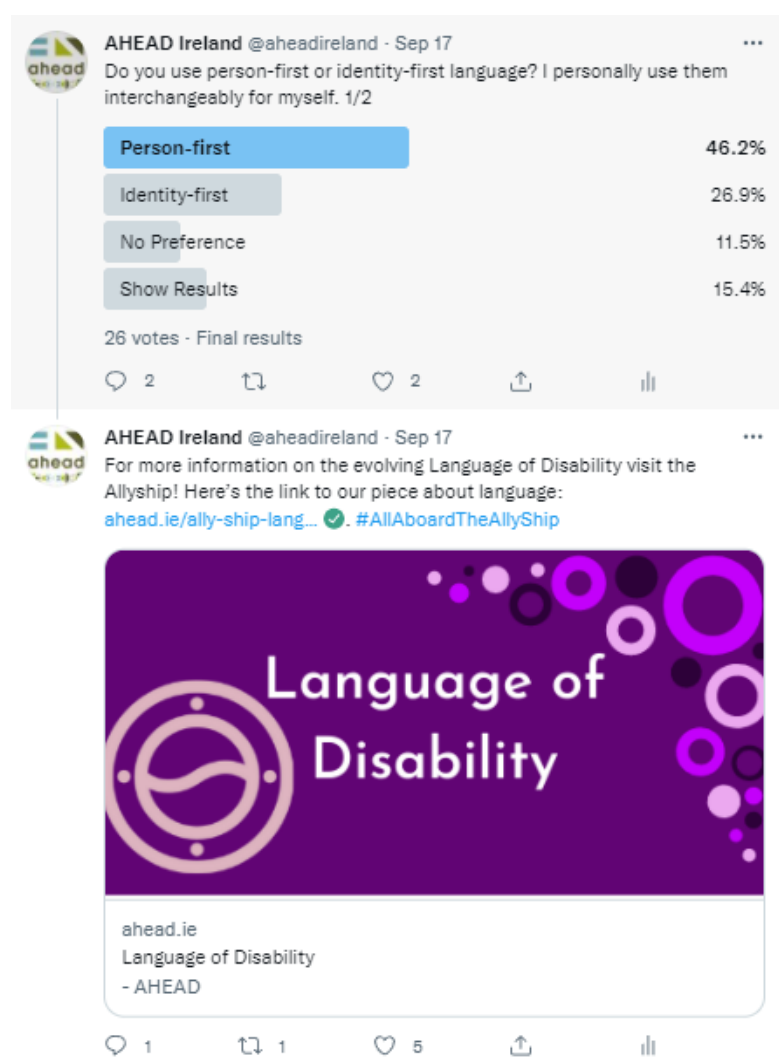 AHEAD Ireland @aheadireland · Sep 17
ahead
Do you use person-first or identity-first language? I personally use them
interchangeably for myself. 1/2
Person-first 46.2%
Identity-first 26.9%
No Preference 11.5%
Show Results 15.4%
26 votes · Final results
2 2
AHEAD Ireland @aheadireland · Sep 17
ahead
For more information on the evolving Language of Disability visit the
Allyship! Here's the link to our piece about language:
ahead.ie/ally-ship-lang... ✅. #AllAboardTheAllyShip
Language of
Disability
ahead.ie
Language of Disability
- AHEAD
1 1 5